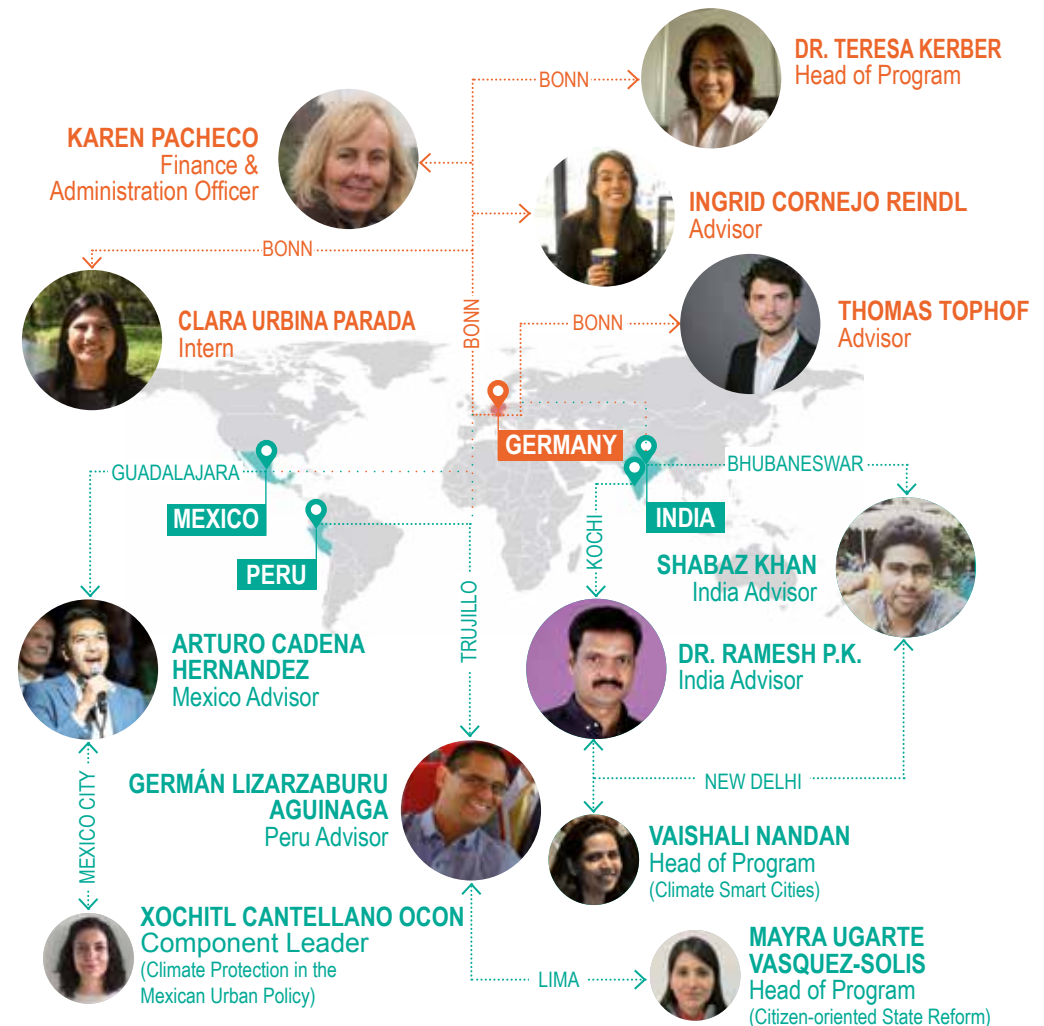 DR. TERESA KERBER
Head of Program
BONN
KAREN PACHECO
Finance &
Administration Officer
INGRID CORNEJO REINDL
Advisor
BONN
CLARA URBINA PARADA
Intern
BONN
BONN
THOMAS TOPHOF
Advisor
GERMANY
GUADALAJARA
MEXICO
PERU
BHUBANESWAR
INDIA
KOCHI
SHABAZ KHAN
India Advisor
TRUJILLO
ARTURO CADENA
HERNANDEZ
Mexico Advisor
DR. RAMESH P.K.
India Advisor
MEXICO CITY
GERMÁN LIZARZABURU
AGUINAGA
Peru Advisor
NEW DELHI
VAISHALI NANDAN
Head of Program
(Climate Smart Cities)
XOCHITL CANTELLANO OCON
Component Leader
(Climate Protection in the
Mexican Urban Policy)
LIMA
MAYRA UGARTE
VASQUEZ-SOLIS
Head of Program
(Citizen-oriented State Reform)